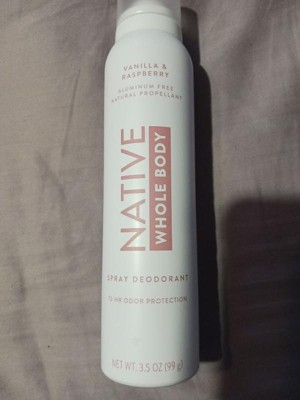 VANILLA &
RASPBERRY
ALUMINUM FREE
NATURAL PROPELLANT
NATIVE
WHOLE BODY
SPRAY DEODORANT
72-HR ODOR PROTECTION
NET WT. 3.5 OZ (99 g)